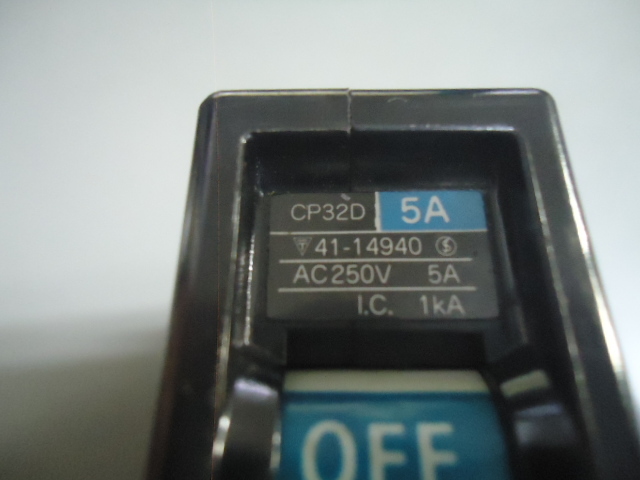 CP32D 5A
41-14940
AC250V 5A
I.C. 1kA
OFF